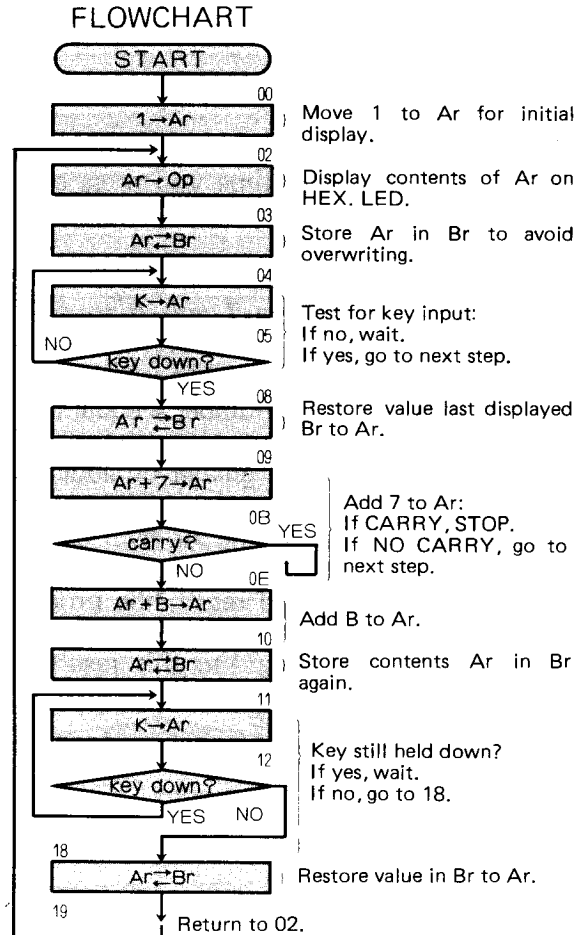 FLOWCHART
START
00
1→Ar
Move 1 to Ar for initial
display.
02
Ar→Op
Display contents of Ar on
HEX. LED.
03
Ar⇄Br
Store Ar in Br to avoid
overwriting.
04
K→Ar
Test for key input:
If no, wait.
If yes, go to next step.
05
NO
key down?
YES
08
Ar ⇄Br
Restore value last displayed
Br to Ar.
09
Ar+7→Ar
Add 7 to Ar:
If CARRY, STOP.
If NO CARRY, go to
next step.
0B
YES
carry?
NO
0E
Ar+B→Ar
Add B to Ar.
10
Ar⇄Br
Store contents Ar in Br
again.
11
K→Ar
Key still held down?
If yes, wait.
If no, go to 18.
12
key down?
YES
NO
18
Ar⇄Br
Restore value in Br to Ar.
19
Return to 02.